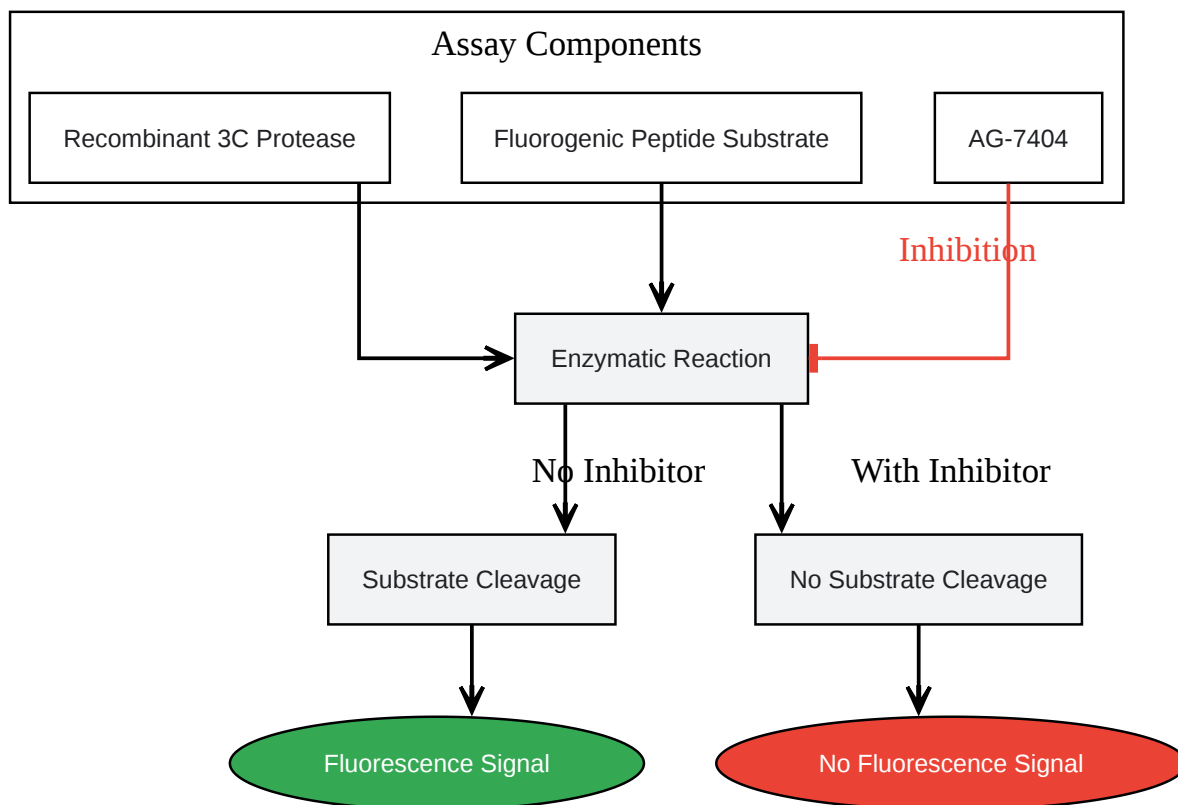 Assay Components
Recombinant 3C Protease
Fluorogenic Peptide Substrate
AG-7404
Inhibition
Enzymatic Reaction
No Inhibitor
With Inhibitor
Substrate Cleavage
No Substrate Cleavage
Fluorescence Signal
No Fluorescence Signal